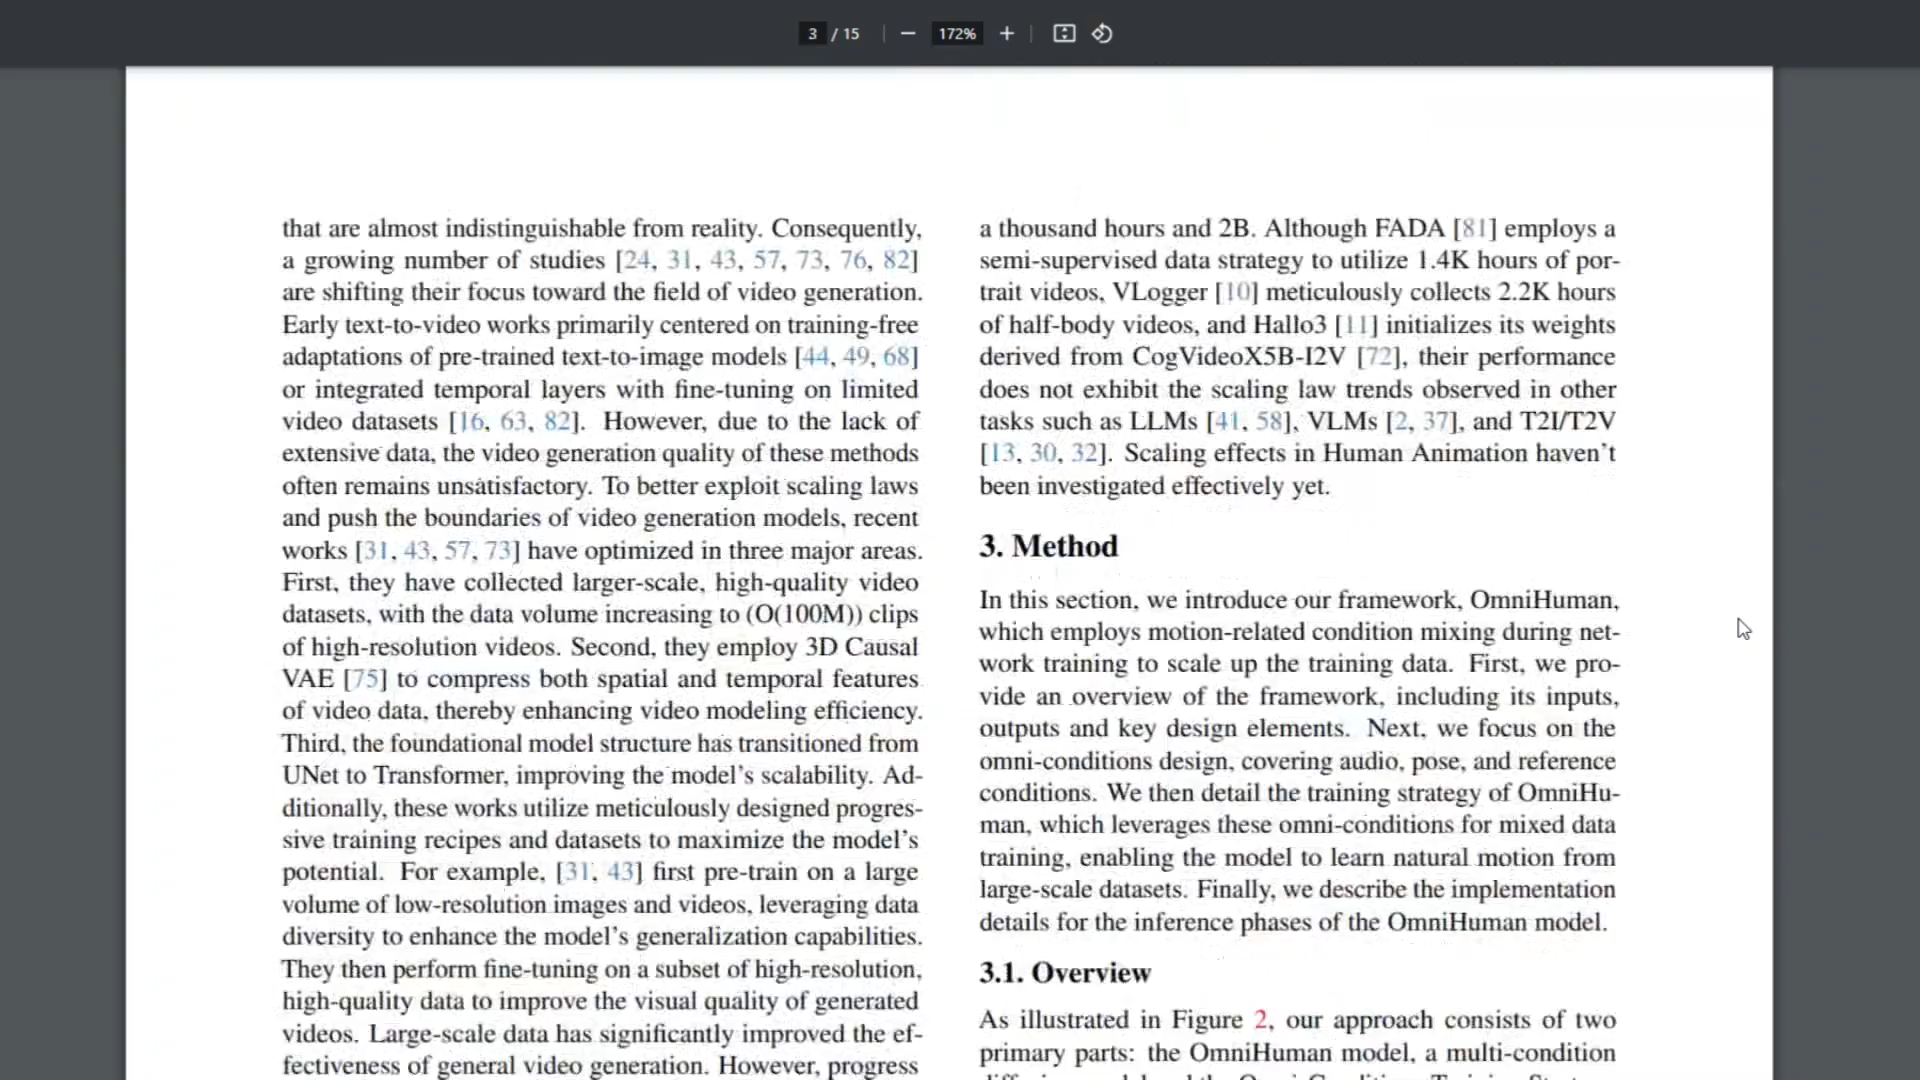 3 / 15
172%
that are almost indistinguishable from reality. Consequently,
a growing number of studies [24, 31, 43, 57, 73, 76, 82]
are shifting their focus toward the field of video generation.
Early text-to-video works primarily centered on training-free
adaptations of pre-trained text-to-image models [44, 49, 68]
or integrated temporal layers with fine-tuning on limited
video datasets [16, 63, 82]. However, due to the lack of
extensive data, the video generation quality of these methods
often remains unsatisfactory. To better exploit scaling laws
and push the boundaries of video generation models, recent
works [31, 43, 57, 73] have optimized in three major areas.
First, they have collected larger-scale, high-quality video
datasets, with the data volume increasing to (O(100M)) clips
of high-resolution videos. Second, they employ 3D Causal
VAE [75] to compress both spatial and temporal features
of video data, thereby enhancing video modeling efficiency.
Third, the foundational model structure has transitioned from
UNet to Transformer, improving the model's scalability. Ad-
ditionally, these works utilize meticulously designed progres-
sive training recipes and datasets to maximize the model's
potential. For example, [31, 43] first pre-train on a large
volume of low-resolution images and videos, leveraging data
diversity to enhance the model's generalization capabilities.
They then perform fine-tuning on a subset of high-resolution,
high-quality data to improve the visual quality of generated
videos. Large-scale data has significantly improved the ef-
fectiveness of general video generation. However, progress
a thousand hours and 2B. Although FADA [81] employs a
semi-supervised data strategy to utilize 1.4K hours of por-
trait videos, VLogger [10] meticulously collects 2.2K hours
of half-body videos, and Hallo3 [11] initializes its weights
derived from CogVideoX5B-I2V [72], their performance
does not exhibit the scaling law trends observed in other
tasks such as LLMs [41, 58], VLMs [2, 37], and T2I/T2V
[13, 30, 32]. Scaling effects in Human Animation haven't
been investigated effectively yet.
3. Method
In this section, we introduce our framework, OmniHuman,
which employs motion-related condition mixing during net-
work training to scale up the training data. First, we pro-
vide an overview of the framework, including its inputs,
outputs and key design elements. Next, we focus on the
omni-conditions design, covering audio, pose, and reference
conditions. We then detail the training strategy of OmniHu-
man, which leverages these omni-conditions for mixed data
training, enabling the model to learn natural motion from
large-scale datasets. Finally, we describe the implementation
details for the inference phases of the OmniHuman model.
3.1. Overview
As illustrated in Figure 2, our approach consists of two
primary parts: the OmniHuman model, a multi-condition